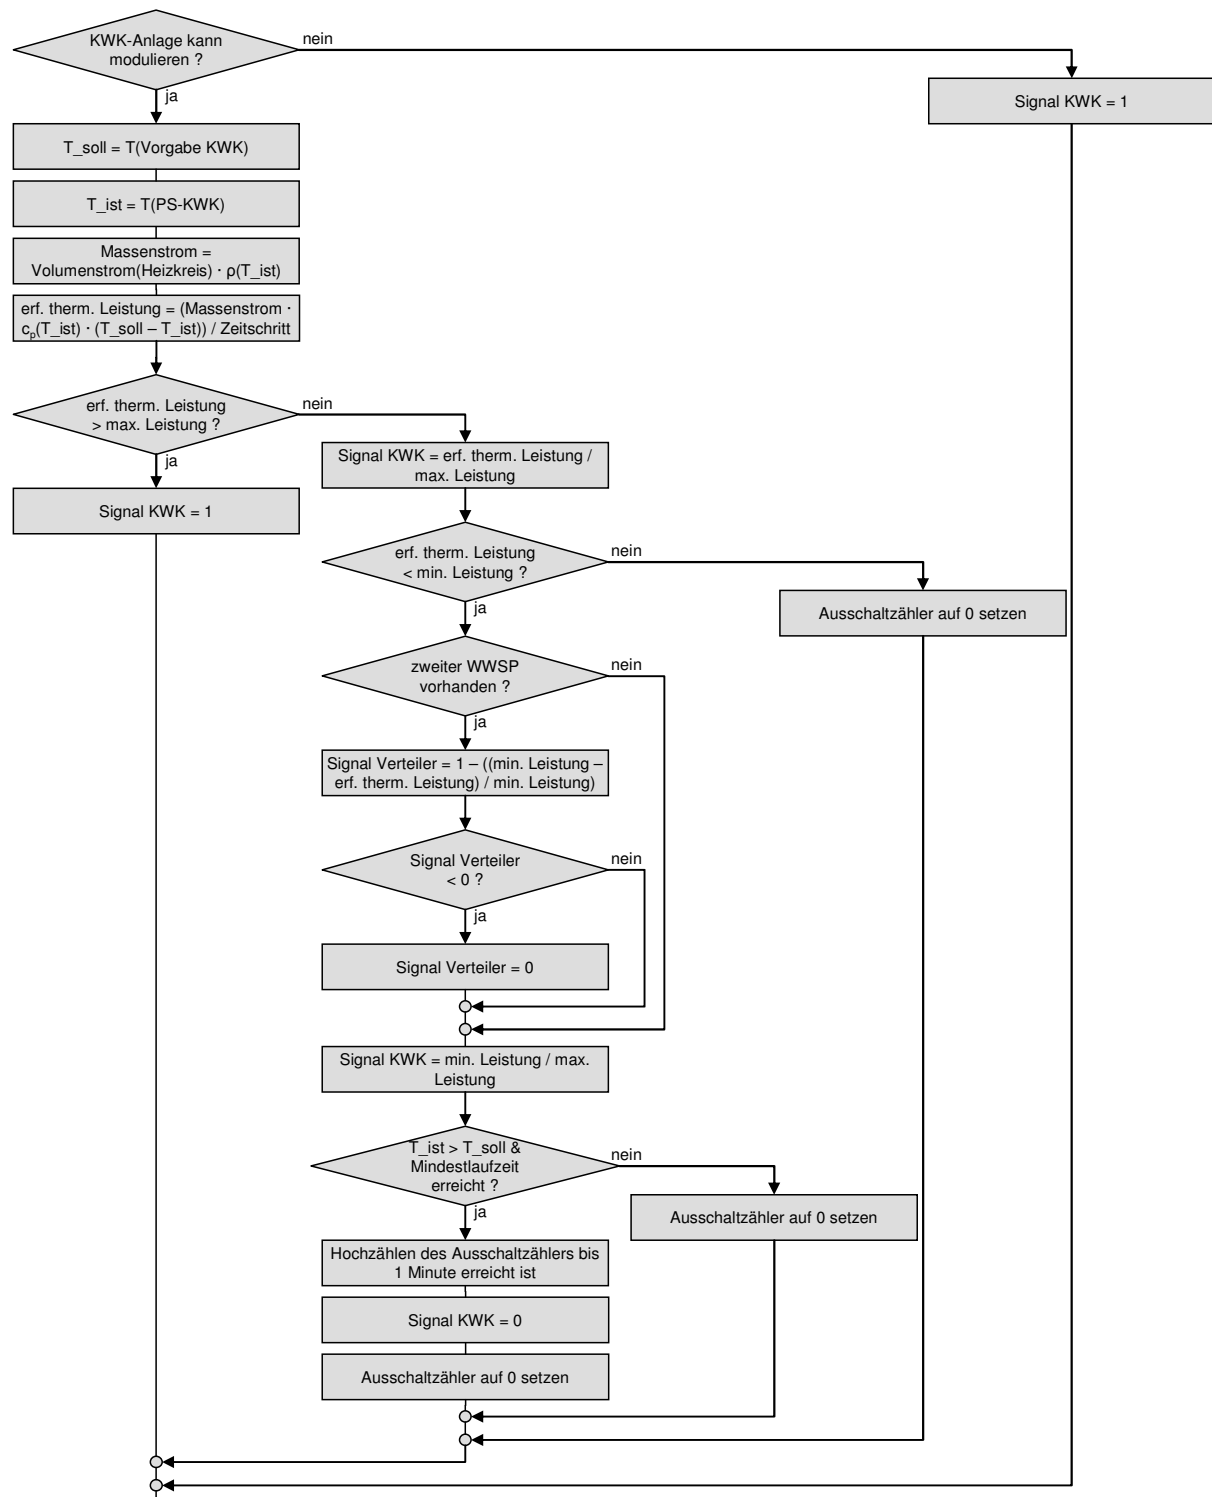 KWK-Anlage kann
modulieren ?
nein
Signal KWK = 1
ja
T_soll = T(Vorgabe KWK)
T_ist = T(PS-KWK)
Massenstrom =
Volumenstrom(Heizkreis) · ρ(T_ist)
erf. therm. Leistung = (Massenstrom ·
cₚ(T_ist) · (T_soll – T_ist)) / Zeitschritt
erf. therm. Leistung
> max. Leistung ?
nein
ja
Signal KWK = 1
Signal KWK = erf. therm. Leistung /
max. Leistung
erf. therm. Leistung
< min. Leistung ?
nein
Ausschaltzähler auf 0 setzen
ja
zweiter WWSP
vorhanden ?
nein
ja
Signal Verteiler = 1 – ((min. Leistung –
erf. therm. Leistung) / min. Leistung)
Signal Verteiler
< 0 ?
nein
ja
Signal Verteiler = 0
Signal KWK = min. Leistung / max.
Leistung
T_ist > T_soll &
Mindestlaufzeit
erreicht ?
nein
Ausschaltzähler auf 0 setzen
ja
Hochzählen des Ausschaltzählers bis
1 Minute erreicht ist
Signal KWK = 0
Ausschaltzähler auf 0 setzen